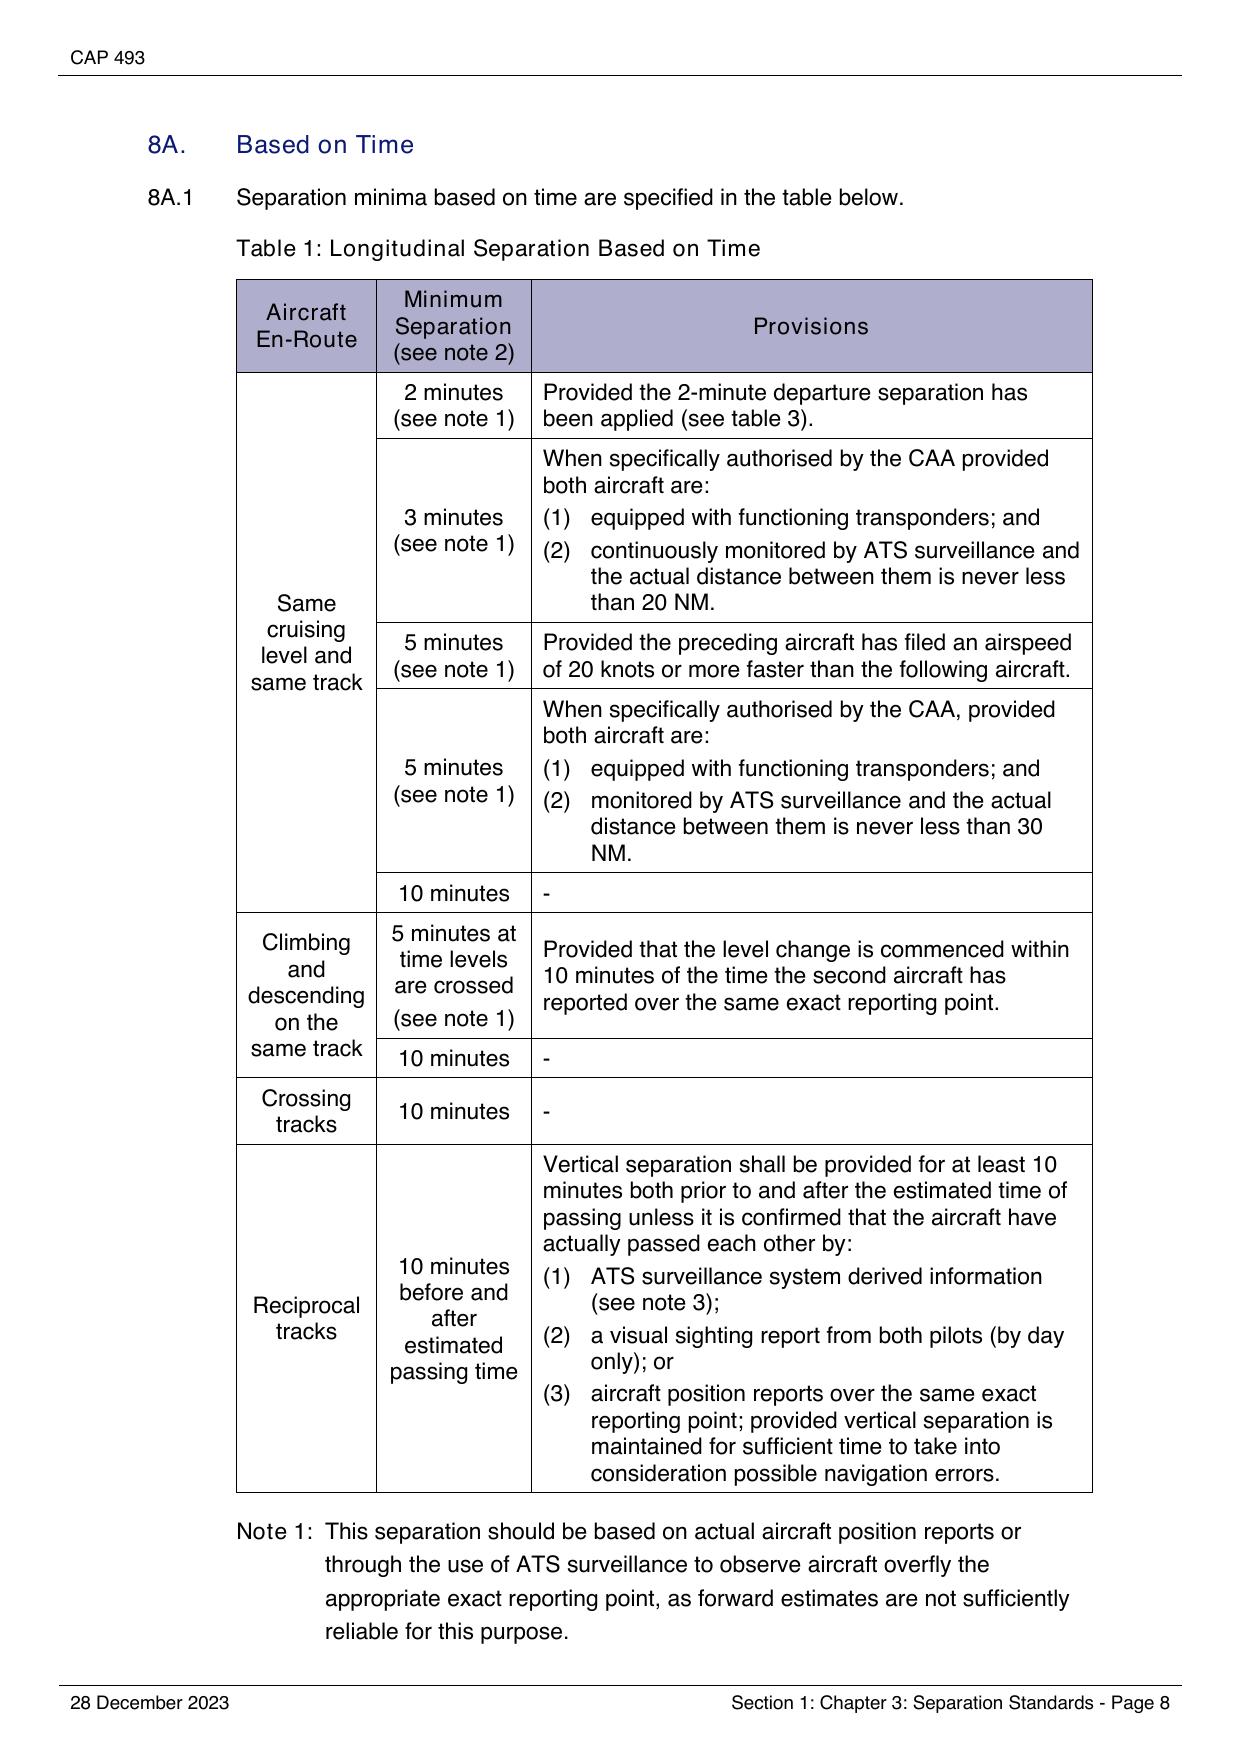 CAP 493
8A. Based on Time
8A.1 Separation minima based on time are specified in the table below.
Table 1: Longitudinal Separation Based on Time
Aircraft
En-Route
Minimum
Separation
(see note 2)
Provisions
Same
cruising
level and
same track
2 minutes
(see note 1)
Provided the 2-minute departure separation has
been applied (see table 3).
3 minutes
(see note 1)
When specifically authorised by the CAA provided
both aircraft are:
(1) equipped with functioning transponders; and
(2) continuously monitored by ATS surveillance and
the actual distance between them is never less
than 20 NM.
5 minutes
(see note 1)
Provided the preceding aircraft has filed an airspeed
of 20 knots or more faster than the following aircraft.
5 minutes
(see note 1)
When specifically authorised by the CAA, provided
both aircraft are:
(1) equipped with functioning transponders; and
(2) monitored by ATS surveillance and the actual
distance between them is never less than 30
NM.
10 minutes
-
Climbing
and
descending
on the
same track
5 minutes at
time levels
are crossed
(see note 1)
Provided that the level change is commenced within
10 minutes of the time the second aircraft has
reported over the same exact reporting point.
10 minutes
-
Crossing
tracks
10 minutes
-
Reciprocal
tracks
10 minutes
before and
after
estimated
passing time
Vertical separation shall be provided for at least 10
minutes both prior to and after the estimated time of
passing unless it is confirmed that the aircraft have
actually passed each other by:
(1) ATS surveillance system derived information
(see note 3);
(2) a visual sighting report from both pilots (by day
only); or
(3) aircraft position reports over the same exact
reporting point; provided vertical separation is
maintained for sufficient time to take into
consideration possible navigation errors.
Note 1: This separation should be based on actual aircraft position reports or
through the use of ATS surveillance to observe aircraft overfly the
appropriate exact reporting point, as forward estimates are not sufficiently
reliable for this purpose.
28 December 2023
Section 1: Chapter 3: Separation Standards - Page 8